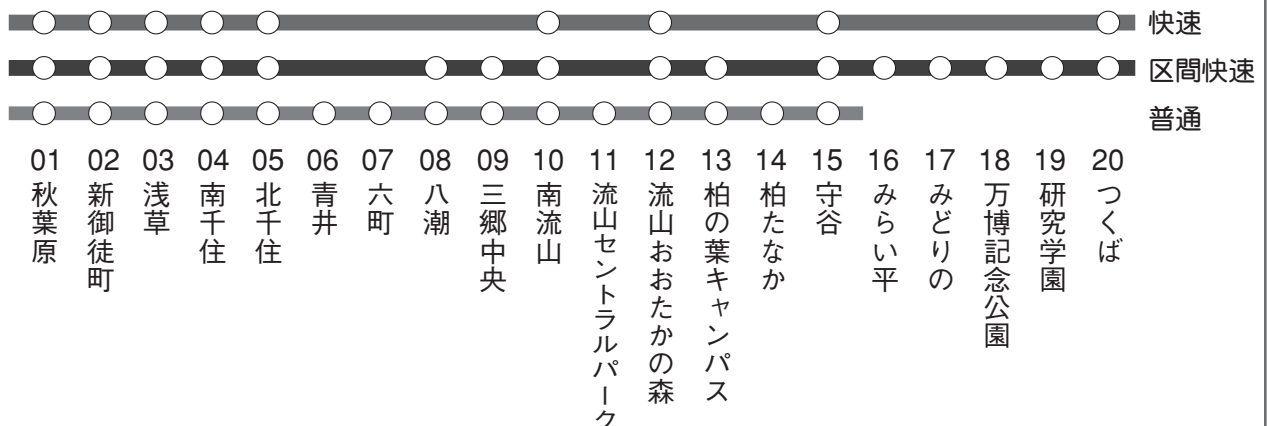 快速
区間快速
普通
01 02 03 04 05 06 07 08 09 10 11 12 13 14 15 16 17 18 19 20
秋葉原
新御徒町
浅草
南千住
北千住
青井
六町
八潮
三郷中央
南流山
流山セントラルパーク
流山おおたかの森
柏の葉キャンパス
柏たなか
守谷
みらい平
みどりの
万博記念公園
研究学園
つくば